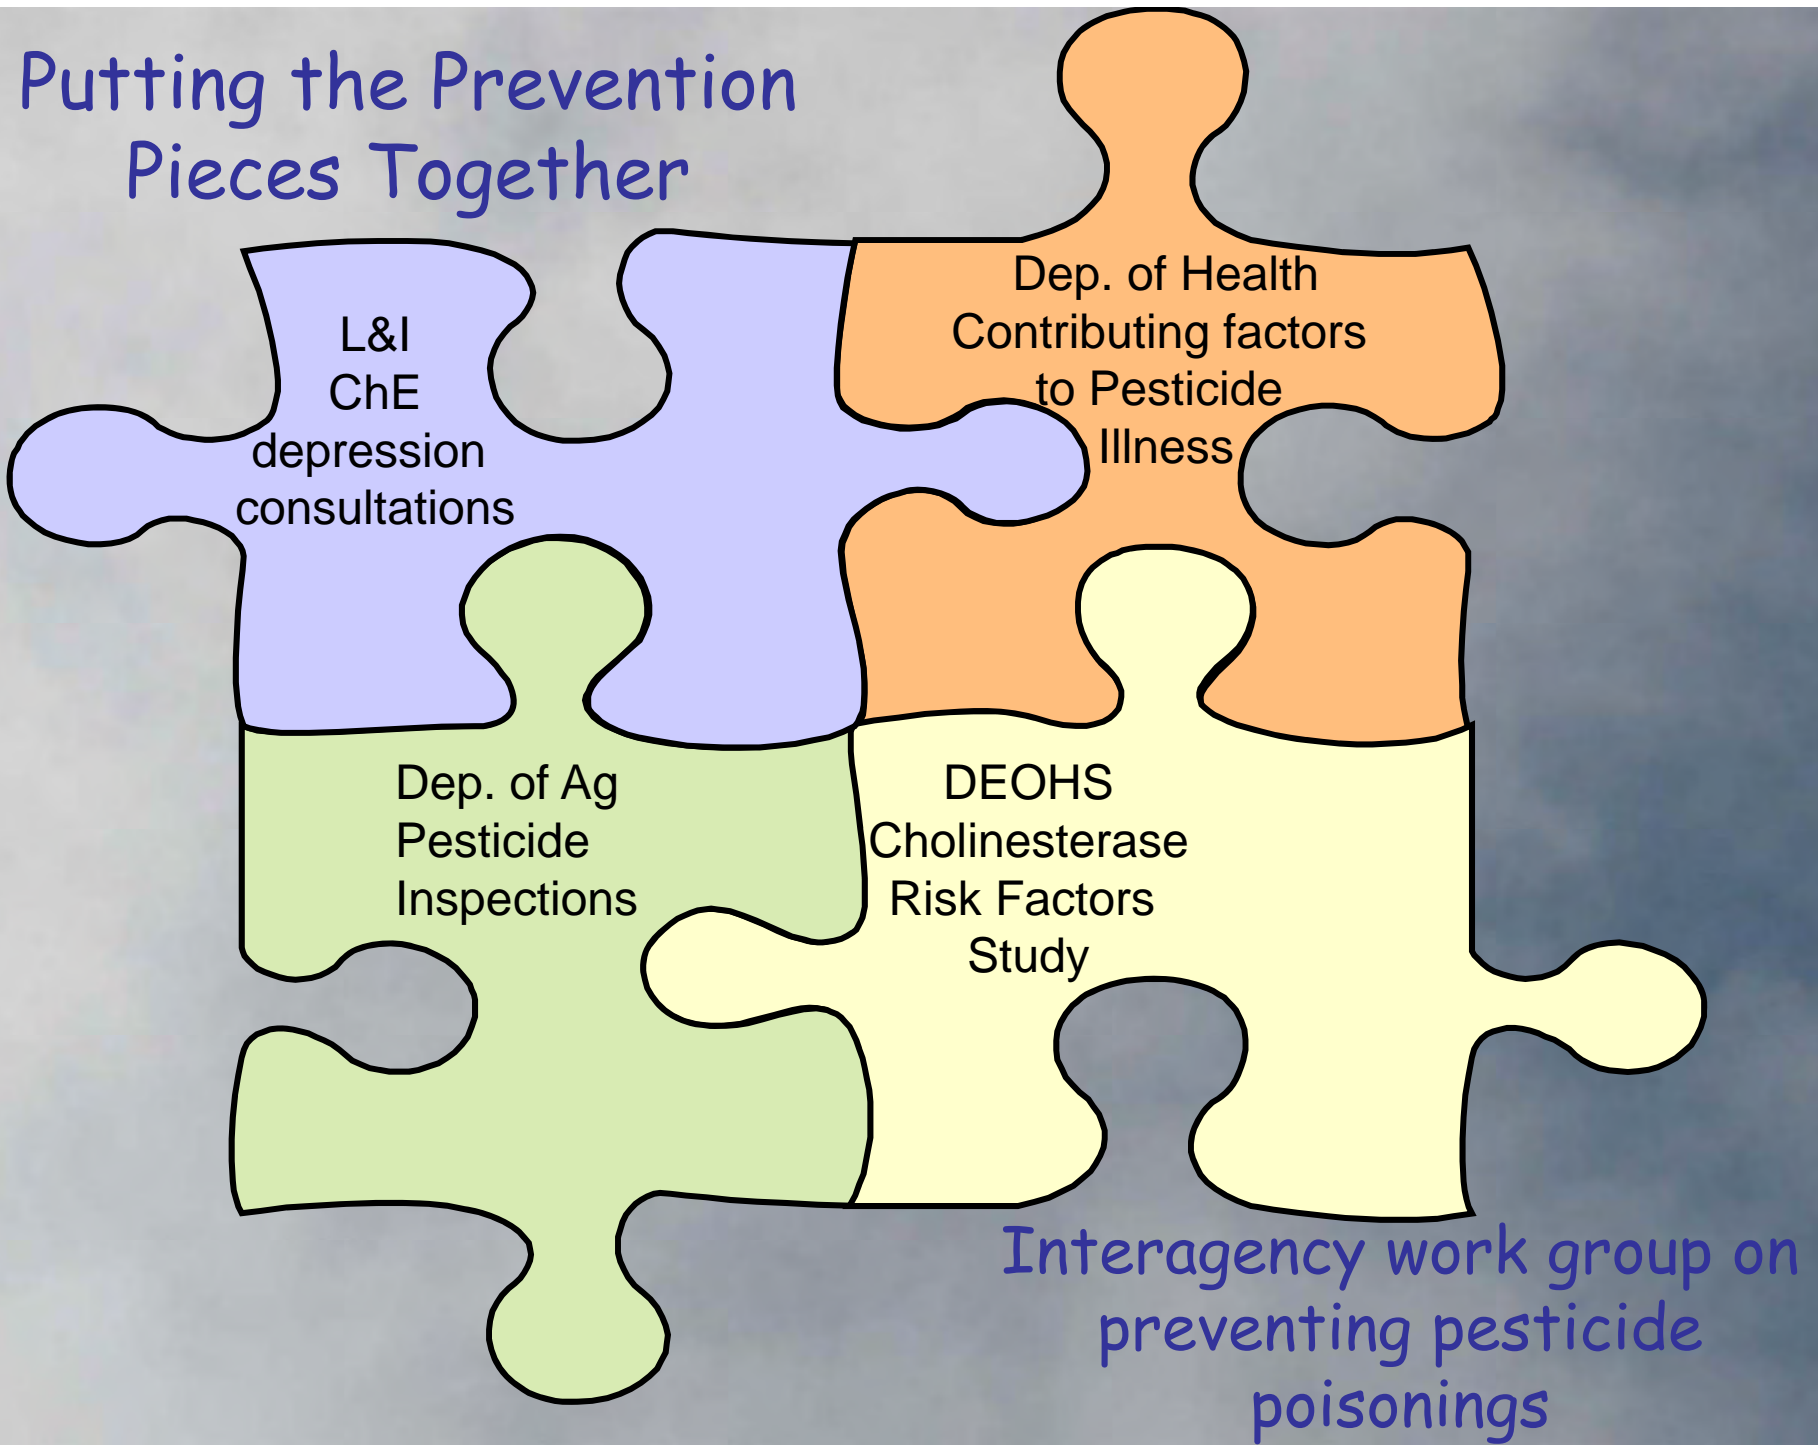 Putting the Prevention
Pieces Together
L&I
ChE
depression
consultations
Dep. of Health
Contributing factors
to Pesticide
Illness
Dep. of Ag
Pesticide
Inspections
DEOHS
Cholinesterase
Risk Factors
Study
Interagency work group on
preventing pesticide
poisonings